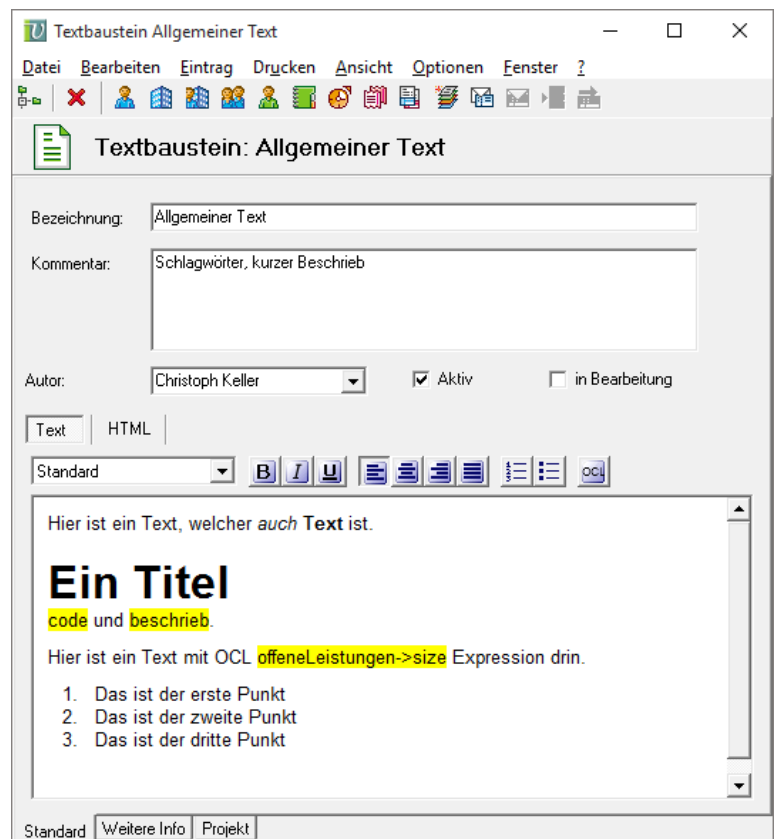 Textbaustein Allgemeiner Text
Datei Bearbeiten Eintrag Drucken Ansicht Optionen Fenster ?
Textbaustein: Allgemeiner Text
Bezeichnung: Allgemeiner Text
Kommentar: Schlagwörter, kurzer Beschrieb
Autor: Christoph Keller Aktiv in Bearbeitung
Text HTML
Standard B I U OCL
Hier ist ein Text, welcher auch Text ist.
Ein Titel
code und beschrieb.
Hier ist ein Text mit OCL offeneLeistungen->size Expression drin.
1. Das ist der erste Punkt
2. Das ist der zweite Punkt
3. Das ist der dritte Punkt
Standard Weitere Info Projekt